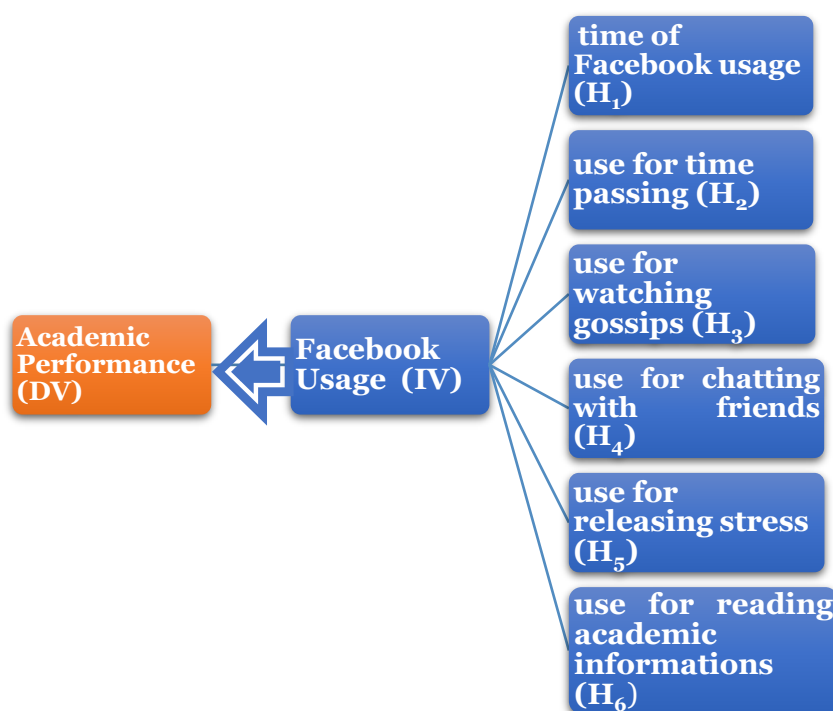 time of
Facebook usage
(H₁)
use for time
passing (H₂)
use for
watching
gossips (H₃)
Academic
Performance
(DV)
Facebook
Usage (IV)
use for chatting
with friends
(H₄)
use for
releasing stress
(H₅)
use for reading
academic
informations
(H₆)